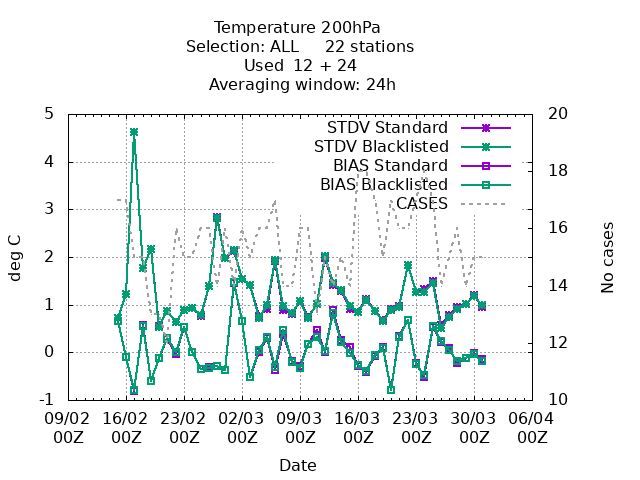 Temperature 200hPa
Selection: ALL 22 stations
Used 12 + 24
Averaging window: 24h
STDV Standard
STDV Blacklisted
BIAS Standard
BIAS Blacklisted
CASES
5
4
3
2
1
0
-1
deg C
20
18
16
14
12
10
No cases
09/02 16/02 23/02 02/03 09/03 16/03 23/03 30/03 06/04
00Z 00Z 00Z 00Z 00Z 00Z 00Z 00Z 00Z
Date